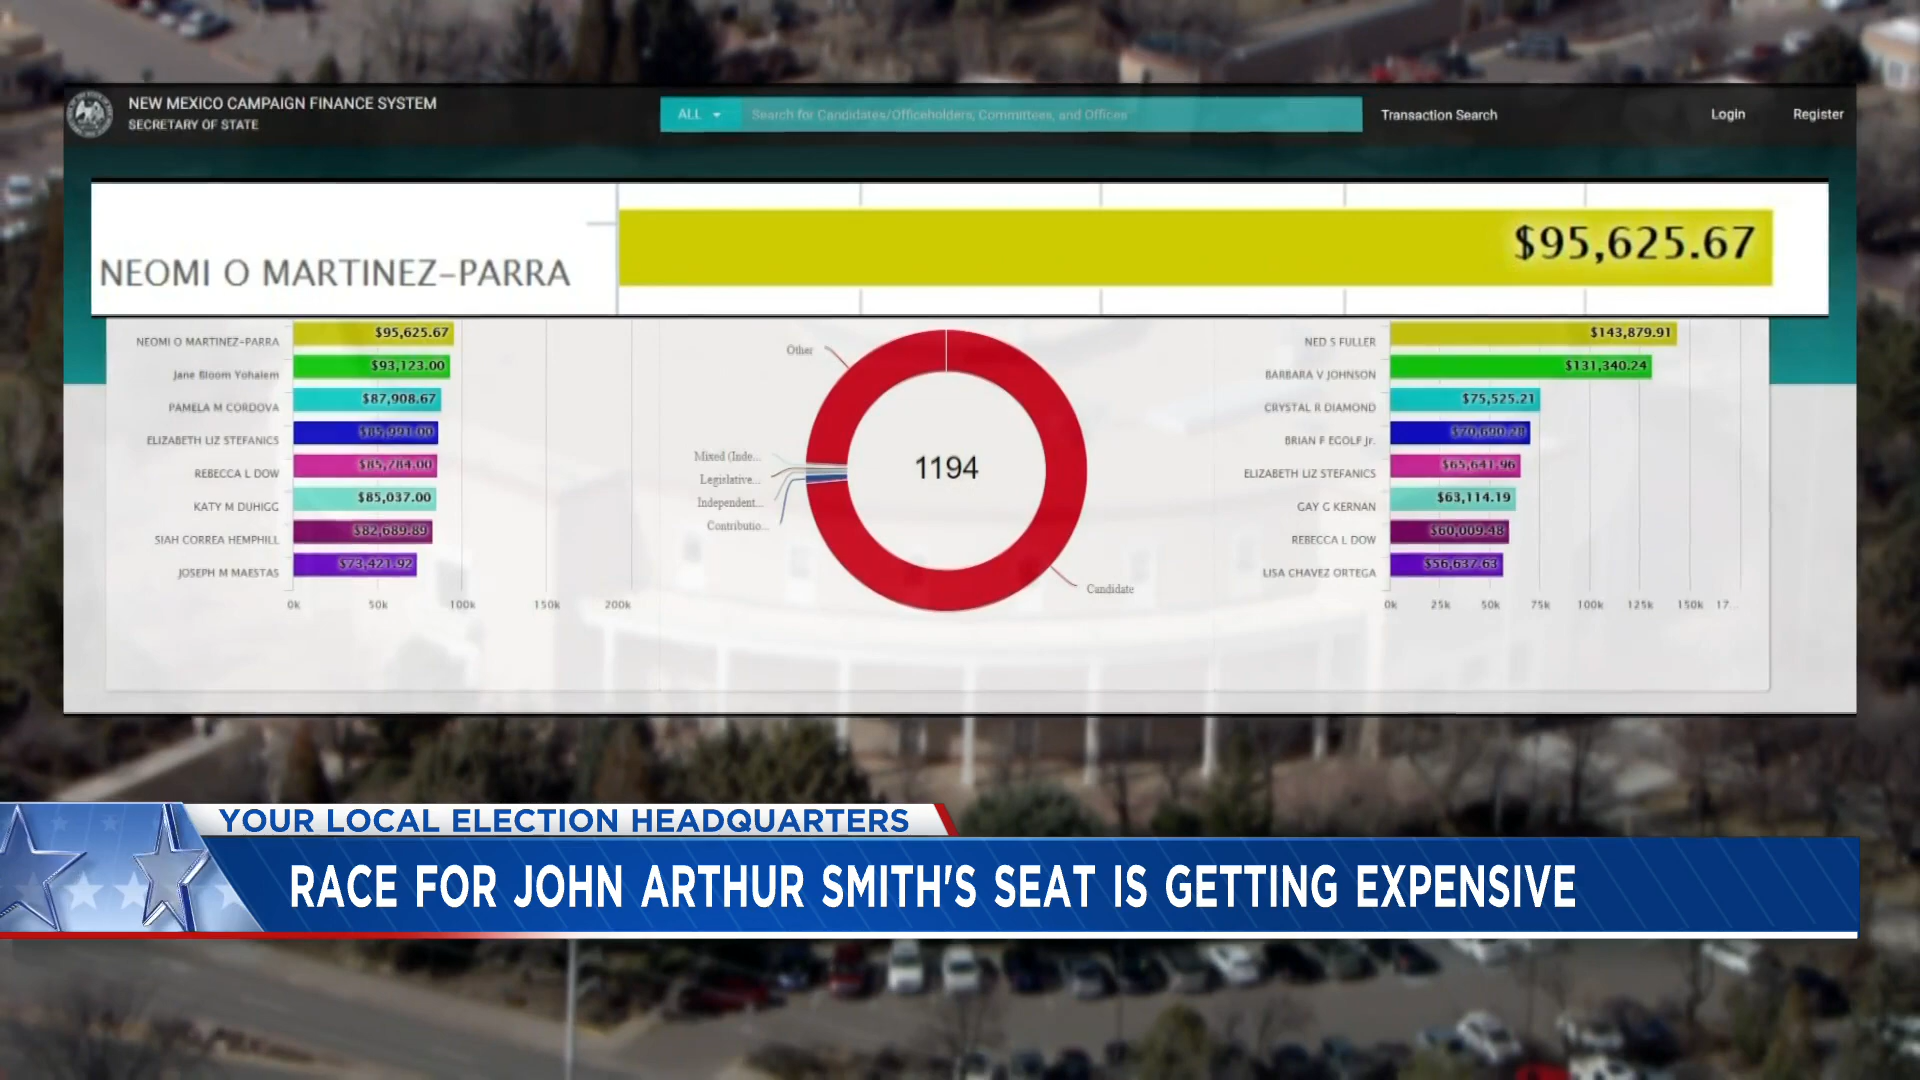 NEW MEXICO CAMPAIGN FINANCE SYSTEM
SECRETARY OF STATE
ALL
Search for Candidates/Officeholders, Committees, and Offices
Transaction Search
Login
Register
NEOMI O MARTINEZ-PARRA
$95,625.67
NEOMI O MARTINEZ-PARRA $95,625.67
Jane Bloom Yohalem $93,123.00
PAMELA M CORDOVA $87,908.67
ELIZABETH LIZ STEFANICS $85,991.00
REBECCA L DOW $85,784.00
KATY M DUHIGG $85,037.00
SIAH CORREA HEMPHILL $82,689.89
JOSEPH M MAESTAS $73,421.92
0k 50k 100k 150k 200k
Other
Mixed (Inde...
Legislative...
Independent...
Contributio...
1194
Candidate
NED S FULLER $143,879.91
BARBARA V JOHNSON $131,340.24
CRYSTAL R DIAMOND $75,525.21
BRIAN F EGOLF Jr. $70,690.28
ELIZABETH LIZ STEFANICS $65,641.96
GAY G KERNAN $63,114.19
REBECCA L DOW $60,009.48
LISA CHAVEZ ORTEGA $56,637.63
0k 25k 50k 75k 100k 125k 150k 17...
YOUR LOCAL ELECTION HEADQUARTERS
RACE FOR JOHN ARTHUR SMITH'S SEAT IS GETTING EXPENSIVE